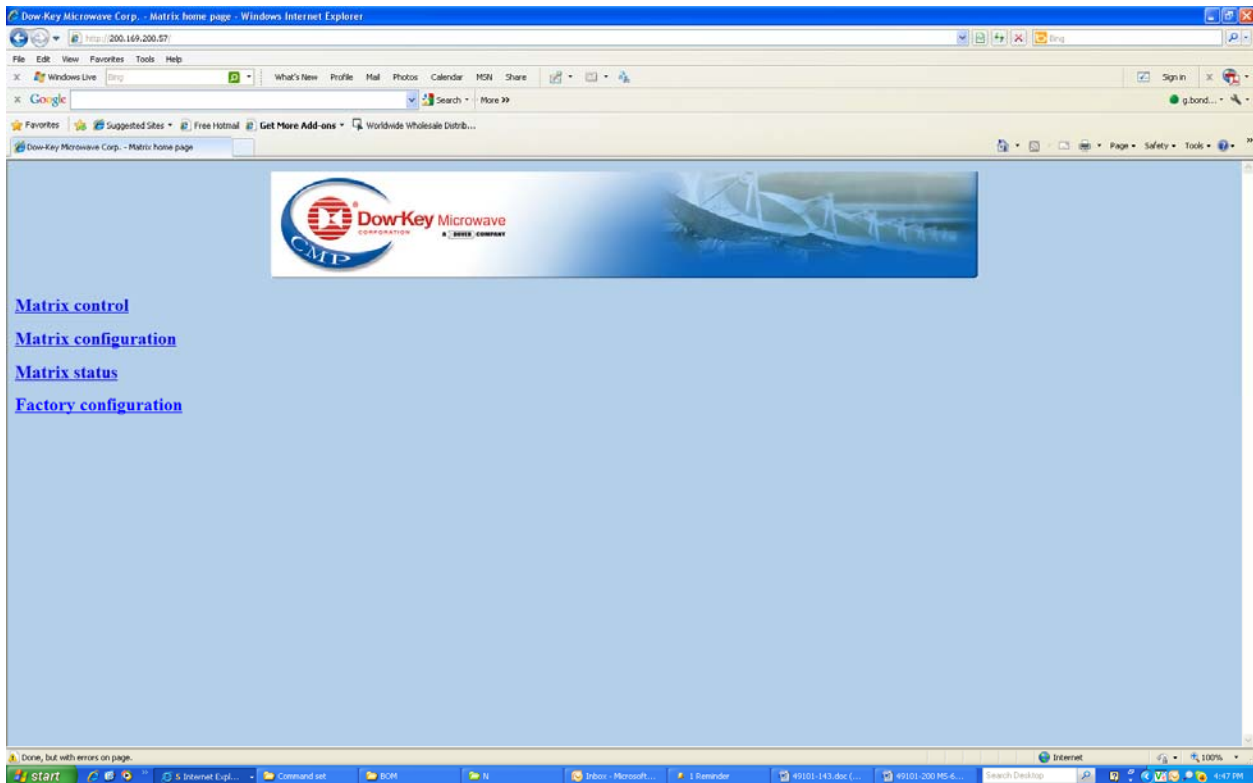 Dow-Key Microwave Corp. - Matrix home page - Windows Internet Explorer
http://200.169.200.57/
Bing
File Edit View Favorites Tools Help
x Windows Live Bing What's New Profile Mail Photos Calendar MSN Share Sign in x
x Google Search More >> g.bond...
Favorites Suggested Sites Free Hotmail Get More Add-ons Worldwide Wholesale Distrib...
Dow-Key Microwave Corp. - Matrix home page Page Safety Tools
CMP
Dow-Key Microwave
CORPORATION A DOVER COMPANY
Matrix control
Matrix configuration
Matrix status
Factory configuration
Done, but with errors on page. Internet 100%
start 5 Internet Expl... Command set BOM N Inbox - Microsoft... 1 Reminder 49101-143.doc (... 49101-200 MS-6... Search Desktop 4:47 PM